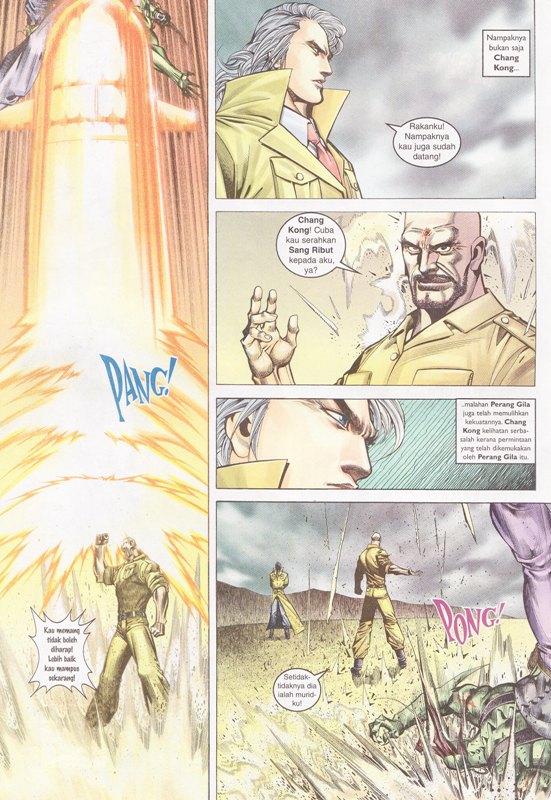 PANG!
Kau memang
tidak boleh
diharap!
Lebih baik
kau mampus
sekarang!
Nampaknya
bukan saja
Chang
Kong...
Rakanku!
Nampaknya
kau juga sudah
datang!
Chang
Kong! Cuba
kau serahkan
Sang Ribut
kepada aku,
ya?
..malahan Perang Gila
juga telah memulihkan
kekuatannya. Chang
Kong kelihatan serba-
salah kerana permintaan
yang telah dikemukakan
oleh Perang Gila itu.
PONG!
Setidak-
tidaknya dia
ialah murid-
ku!